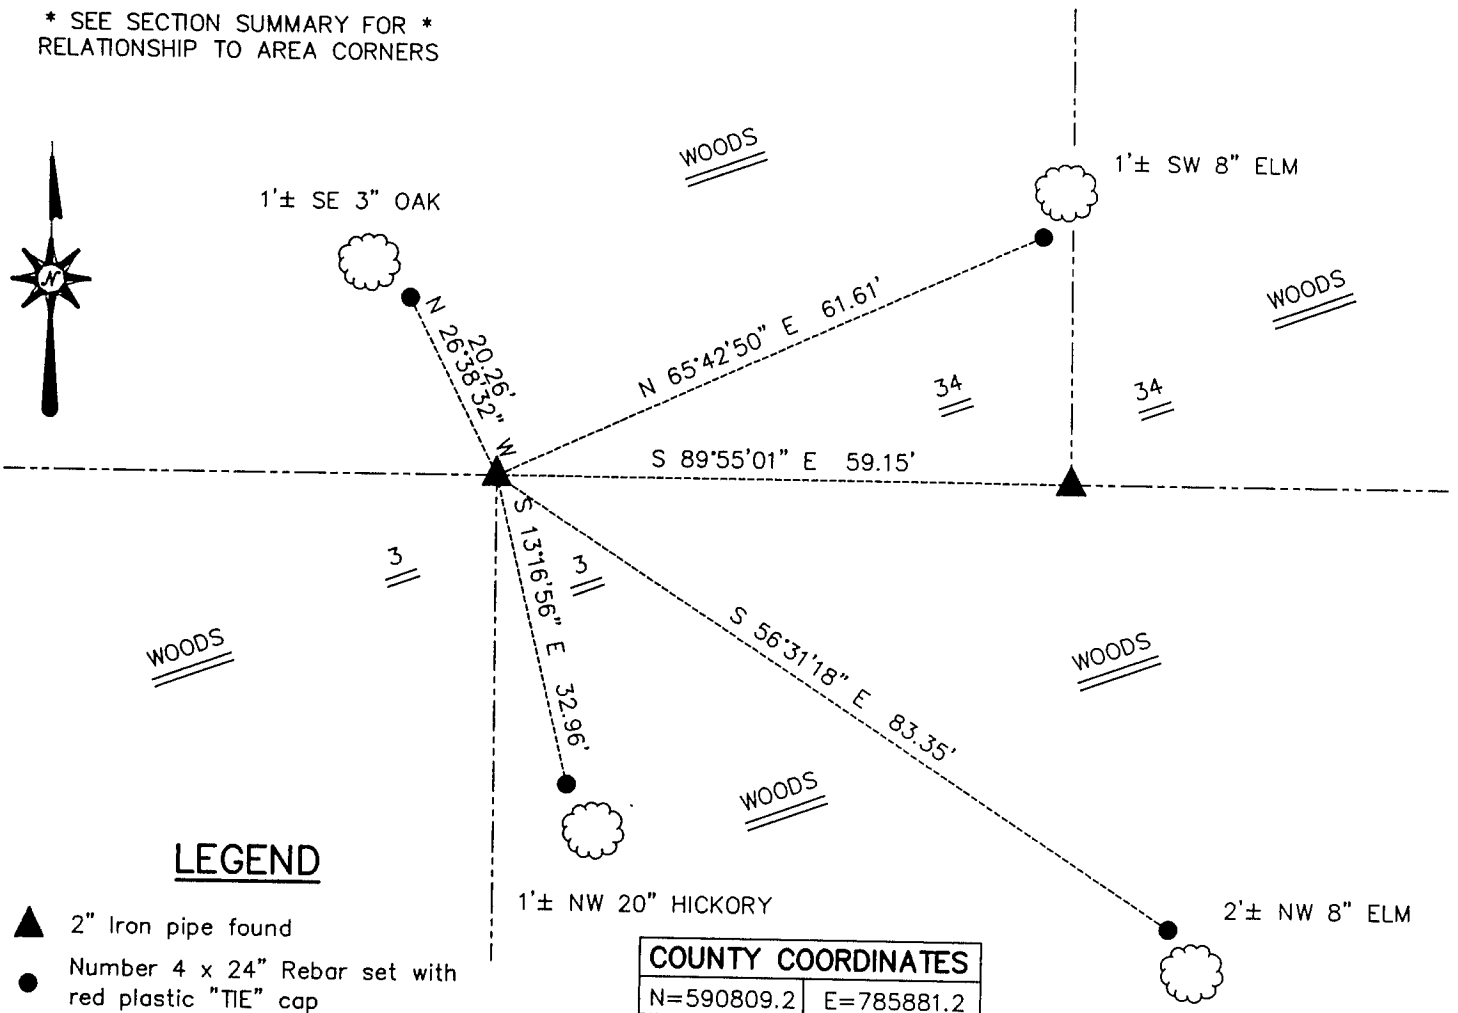 * SEE SECTION SUMMARY FOR *
RELATIONSHIP TO AREA CORNERS
WOODS
1'± SW 8" ELM
1'± SE 3" OAK
N
WOODS
N 26°38'32" W
20.26'
N 65°42'50" E 61.61'
34
34
S 89°55'01" E 59.15'
3
3
S 13°16'56" E 32.96'
S 56°31'18" E 83.35'
WOODS
WOODS
WOODS
LEGEND
1'± NW 20" HICKORY
2'± NW 8" ELM
2" Iron pipe found
Number 4 x 24" Rebar set with
red plastic "TIE" cap
COUNTY COORDINATES
N=590809.2 E=785881.2